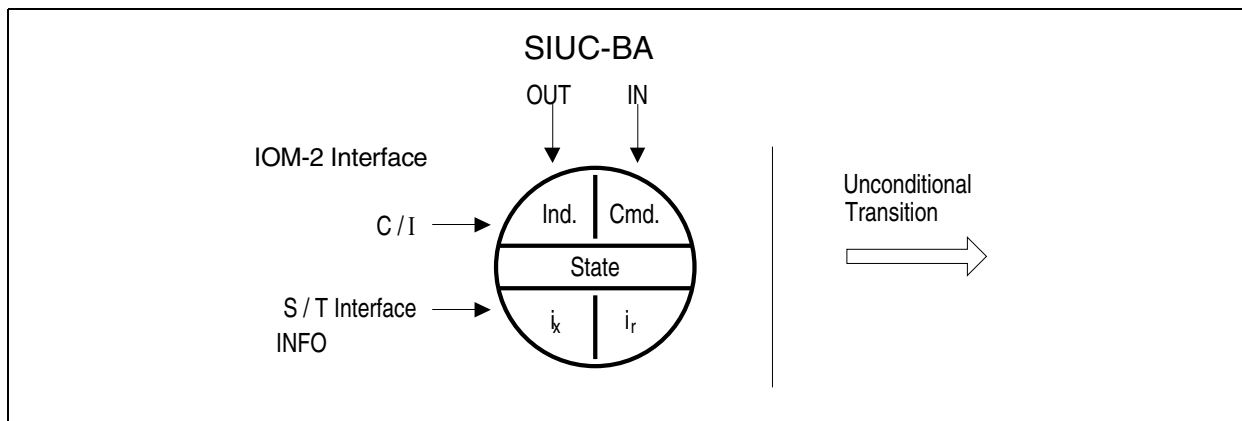 SIUC-BA
OUT IN
IOM-2 Interface
C / I
Ind. Cmd.
State
S / T Interface
INFO
ix ir
Unconditional
Transition